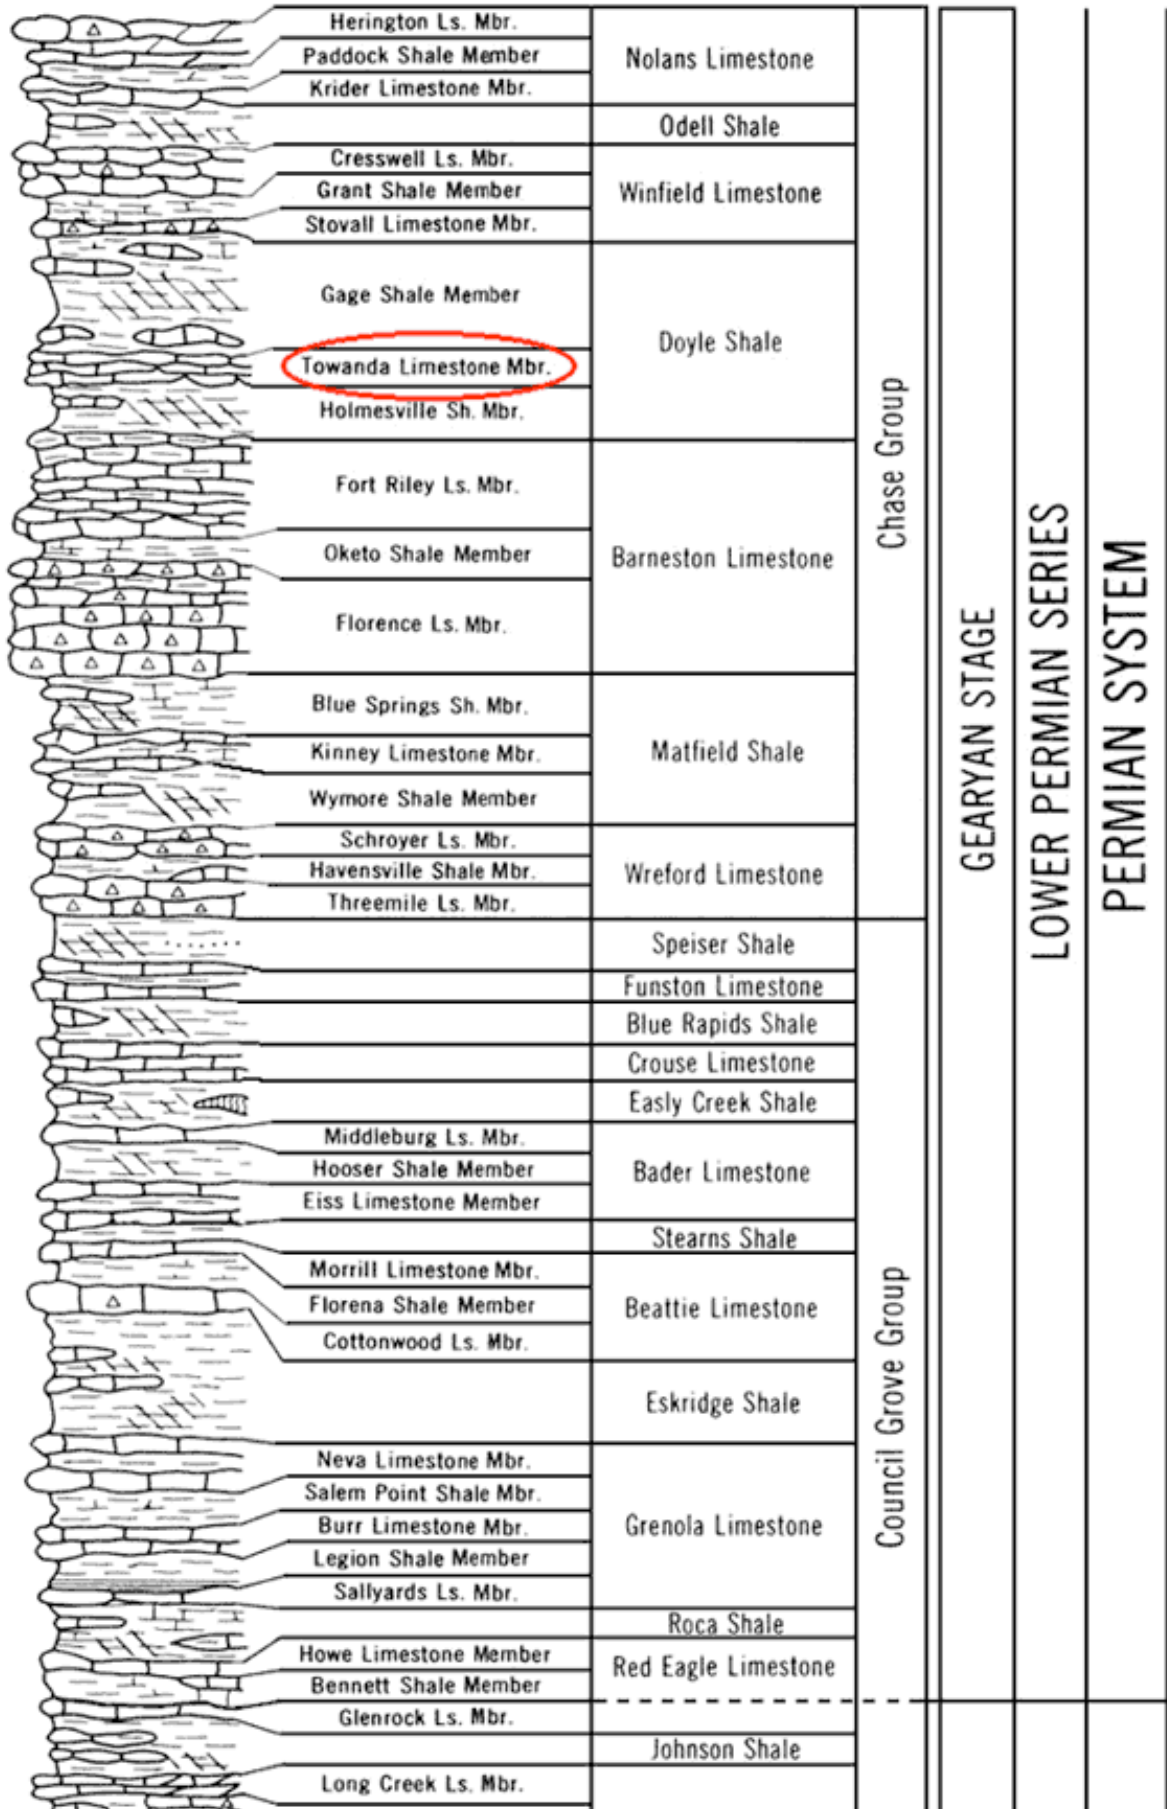 Herington Ls. Mbr.
Paddock Shale Member
Krider Limestone Mbr.
Nolans Limestone
Odell Shale
Cresswell Ls. Mbr.
Grant Shale Member
Stovall Limestone Mbr.
Winfield Limestone
Gage Shale Member
Towanda Limestone Mbr.
Holmesville Sh. Mbr.
Doyle Shale
Fort Riley Ls. Mbr.
Oketo Shale Member
Florence Ls. Mbr.
Barneston Limestone
Blue Springs Sh. Mbr.
Kinney Limestone Mbr.
Wymore Shale Member
Matfield Shale
Schroyer Ls. Mbr.
Havensville Shale Mbr.
Threemile Ls. Mbr.
Wreford Limestone
Chase Group
Speiser Shale
Funston Limestone
Blue Rapids Shale
Crouse Limestone
Easly Creek Shale
Middleburg Ls. Mbr.
Hooser Shale Member
Eiss Limestone Member
Bader Limestone
Stearns Shale
Morrill Limestone Mbr.
Florena Shale Member
Cottonwood Ls. Mbr.
Beattie Limestone
Eskridge Shale
Neva Limestone Mbr.
Salem Point Shale Mbr.
Burr Limestone Mbr.
Legion Shale Member
Sallyards Ls. Mbr.
Grenola Limestone
Roca Shale
Howe Limestone Member
Bennett Shale Member
Glenrock Ls. Mbr.
Red Eagle Limestone
Johnson Shale
Long Creek Ls. Mbr.
Council Grove Group
GEARYAN STAGE
LOWER PERMIAN SERIES
PERMIAN SYSTEM